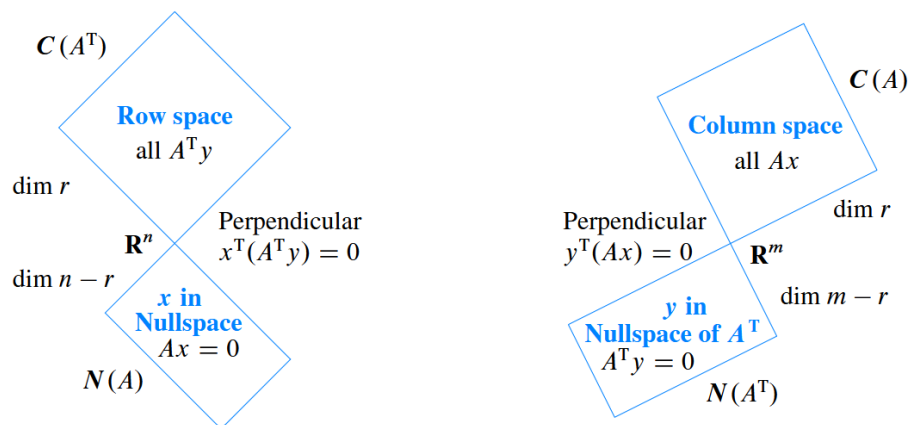 C(Aᵀ)
Row space
all Aᵀy
dim r
Perpendicular
xᵀ(Aᵀy) = 0
Rⁿ
dim n − r
x in
Nullspace
Ax = 0
N(A)
C(A)
Column space
all Ax
dim r
Perpendicular
yᵀ(Ax) = 0
Rᵐ
dim m − r
y in
Nullspace of Aᵀ
Aᵀy = 0
N(Aᵀ)